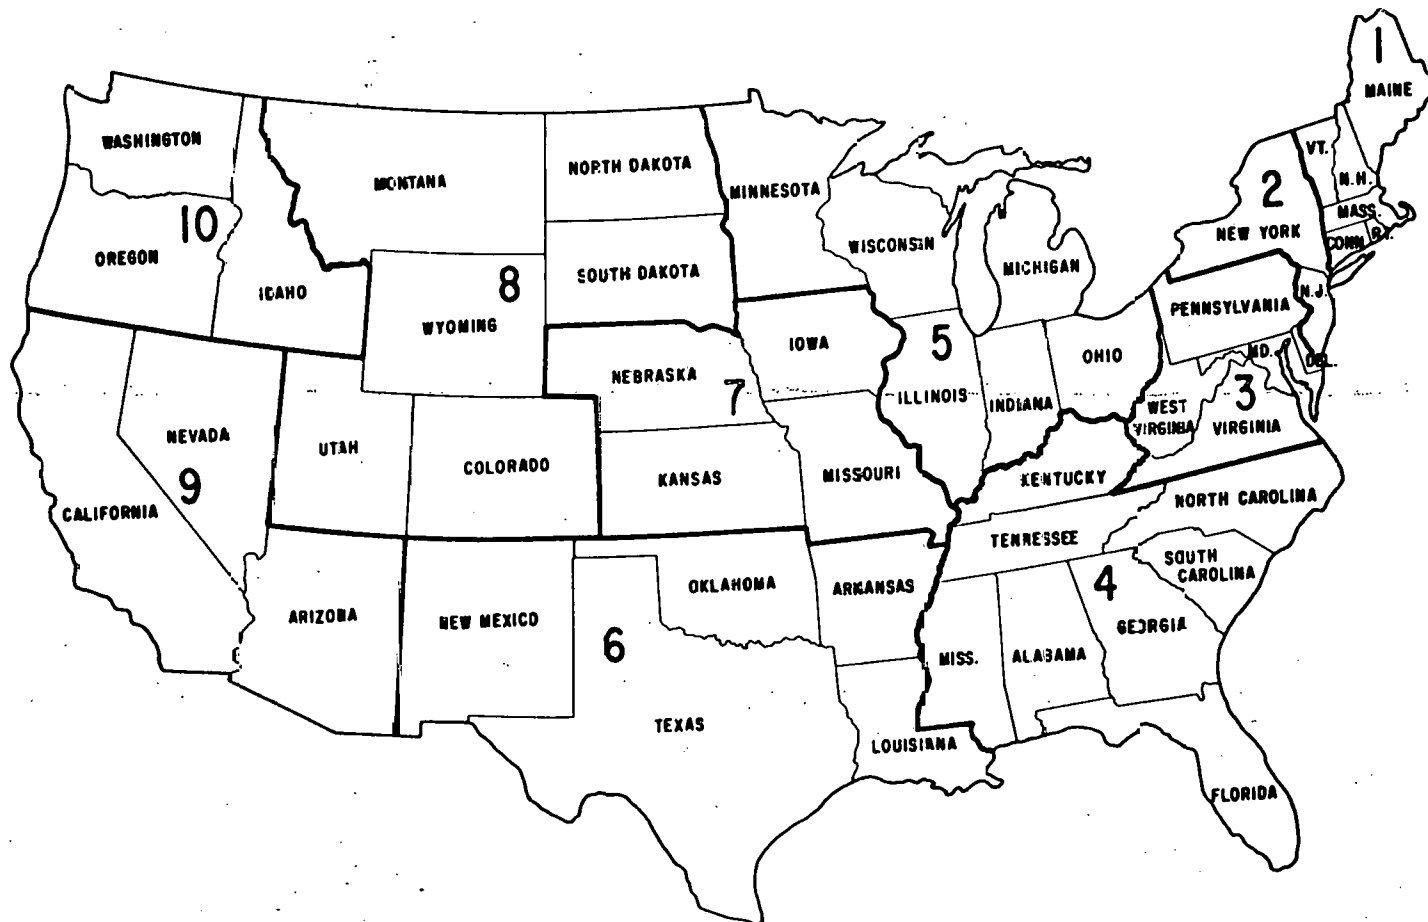 1
MAINE
WASHINGTON
VT.
NORTH DAKOTA
MONTANA
MINNESOTA
N.H.
2
MASS.
10
NEW YORK
CONN.
R.I.
WISCONSIN
OREGON
MICHIGAN
SOUTH DAKOTA
8
IDAHO
N.J.
PENNSYLVANIA
WYOMING
5
IOWA
OHIO
MD.
DEL.
NEBRASKA
7
ILLINOIS
INDIANA
3
WEST
VIRGINIA
VIRGINIA
NEVADA
UTAH
COLORADO
KANSAS
MISSOURI
KENTUCKY
9
CALIFORNIA
NORTH CAROLINA
TENNESSEE
SOUTH
CAROLINA
4
OKLAHOMA
ARKANSAS
ARIZONA
NEW MEXICO
GEORGIA
6
MISS.
ALABAMA
TEXAS
LOUISIANA
FLORIDA